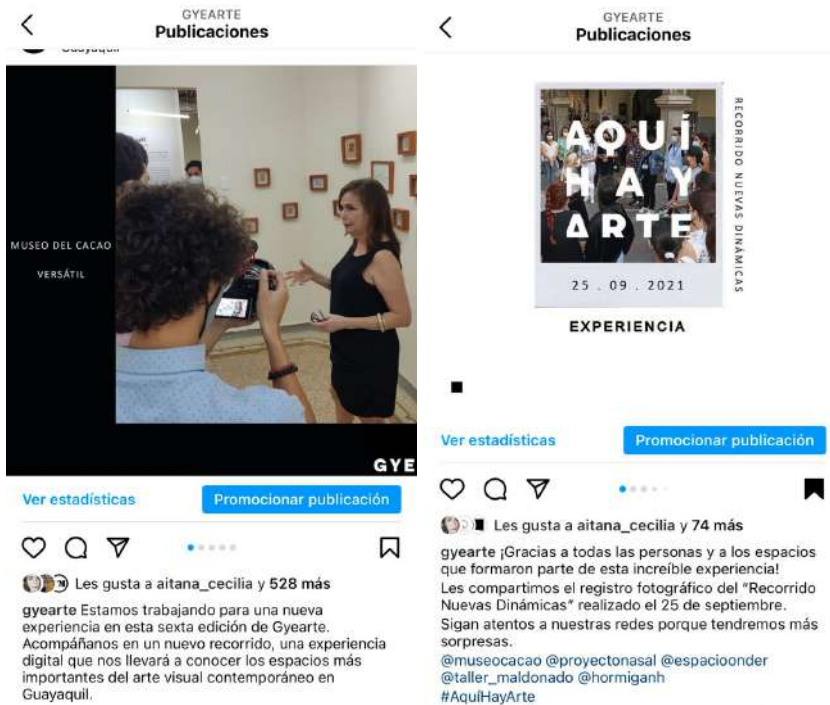 GYEARTE
Publicaciones
Guayaquil
MUSEO DEL CACAO
VERSÁTIL
GYE
Ver estadísticas
Promocionar publicación
Les gusta a aitana_cecilia y 528 más
gyearte Estamos trabajando para una nueva
experiencia en esta sexta edición de Gyearte.
Acompáñanos en un nuevo recorrido, una experiencia
digital que nos llevará a conocer los espacios más
importantes del arte visual contemporáneo en
Guayaquil.
GYEARTE
Publicaciones
AQUÍ
HAY
ARTE
RECORRIDO NUEVAS DINÁMICAS
25 . 09 . 2021
EXPERIENCIA
Ver estadísticas
Promocionar publicación
Les gusta a aitana_cecilia y 74 más
gyearte ¡Gracias a todas las personas y a los espacios
que formaron parte de esta increíble experiencia!
Les compartimos el registro fotográfico del “Recorrido
Nuevas Dinámicas” realizado el 25 de septiembre.
Sigan atentos a nuestras redes porque tendremos más
sorpresas.
@museocacao @proyectonasal @espacioonder
@taller_maldonado @hormiganh
#AquíHayArte